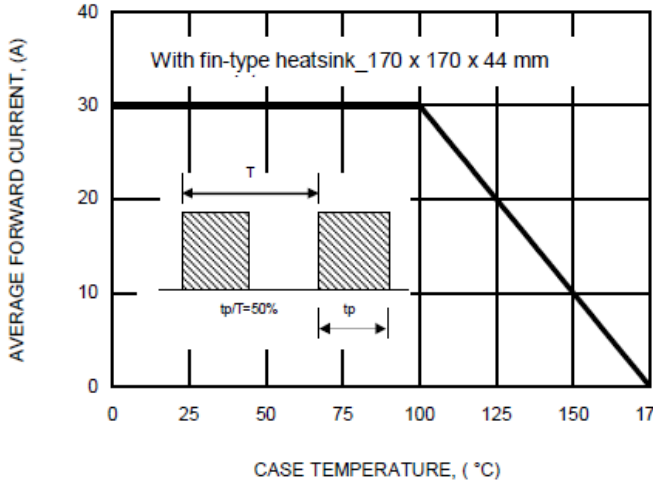 AVERAGE FORWARD CURRENT, (A)
40
30
20
10
0
With fin-type heatsink_170 x 170 x 44 mm
T
tp/T=50%
tp
0 25 50 75 100 125 150 17
CASE TEMPERATURE, ( °C)